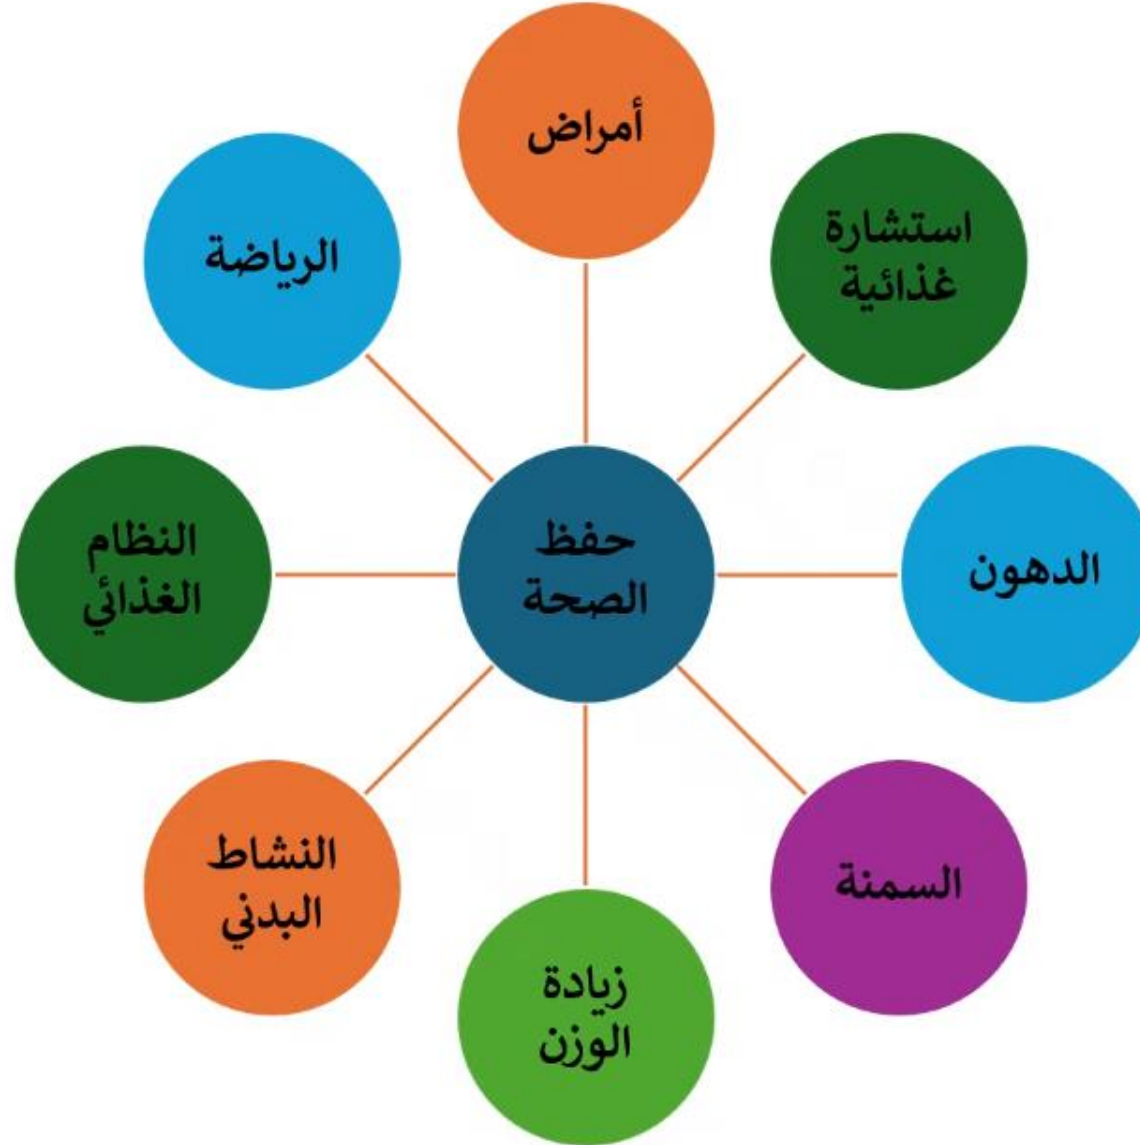 أمراض
استشارة
غذائية
الدهون
السمنة
زيادة
الوزن
النشاط
البدني
النظام
الغذائي
الرياضة
حفظ
الصحة